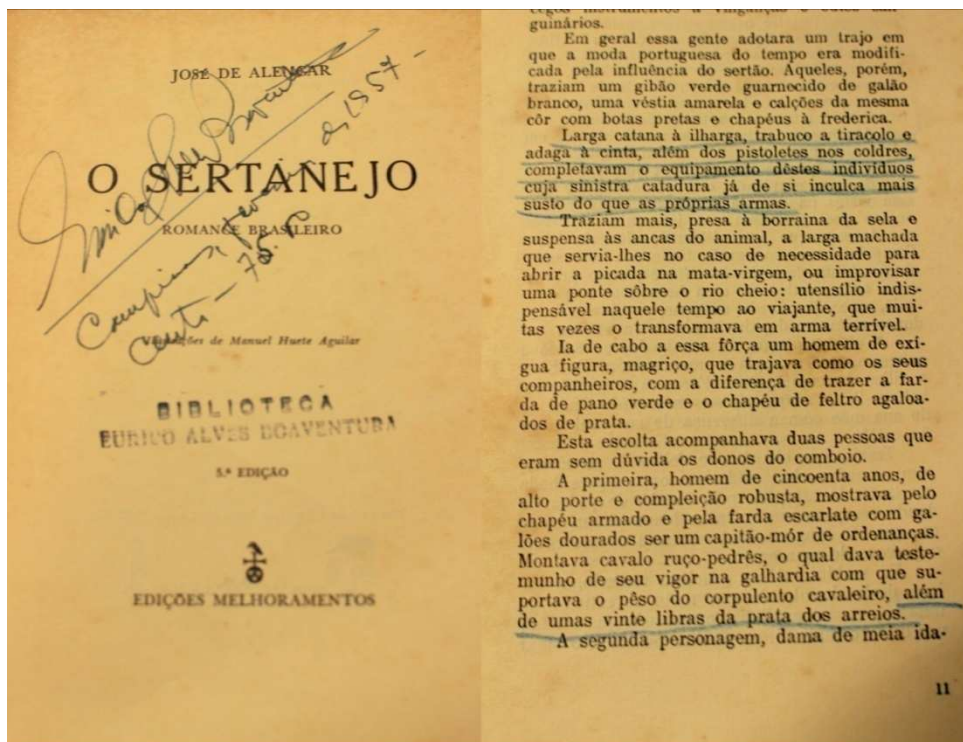 JOSÉ DE ALENCAR
de 1957 -
O SERTANEJO
ROMANCE BRASILEIRO
Campinas,
75.
de Manuel Huete Aguilar
BIBLIOTECA
EURICO ALVES BOAVENTURA
5.ª EDIÇÃO
EDIÇÕES MELHORAMENTOS
guinários.
Em geral essa gente adotara um trajo em
que a moda portuguesa do tempo era modifi-
cada pela influência do sertão. Aqueles, porém,
traziam um gibão verde guarnecido de galão
branco, uma véstia amarela e calções da mesma
côr com botas pretas e chapéus à frederica.
Larga catana à ilharga, trabuco a tiracolo e
adaga à cinta, além dos pistoletes nos coldres,
completavam o equipamento dêstes indivíduos
cuja sinistra catadura já de si inculca mais
susto do que as próprias armas.
Traziam mais, presa à borraina da sela e
suspensa às ancas do animal, a larga machada
que servia-lhes no caso de necessidade para
abrir a picada na mata-virgem, ou improvisar
uma ponte sôbre o rio cheio: utensílio indis-
pensável naquele tempo ao viajante, que mui-
tas vezes o transformava em arma terrível.
Ia de cabo a essa fôrça um homem de exí-
gua figura, magriço, que trajava como os seus
companheiros, com a diferença de trazer a far-
da de pano verde e o chapéu de feltro agaloa-
dos de prata.
Esta escolta acompanhava duas pessoas que
eram sem dúvida os donos do comboio.
A primeira, homem de cincoenta anos, de
alto porte e compleição robusta, mostrava pelo
chapéu armado e pela farda escarlate com ga-
lões dourados ser um capitão-mór de ordenanças.
Montava cavalo ruço-pedrês, o qual dava teste-
munho de seu vigor na galhardia com que su-
portava o pêso do corpulento cavaleiro, além
de umas vinte libras da prata dos arreios.
A segunda personagem, dama de meia ida-
11